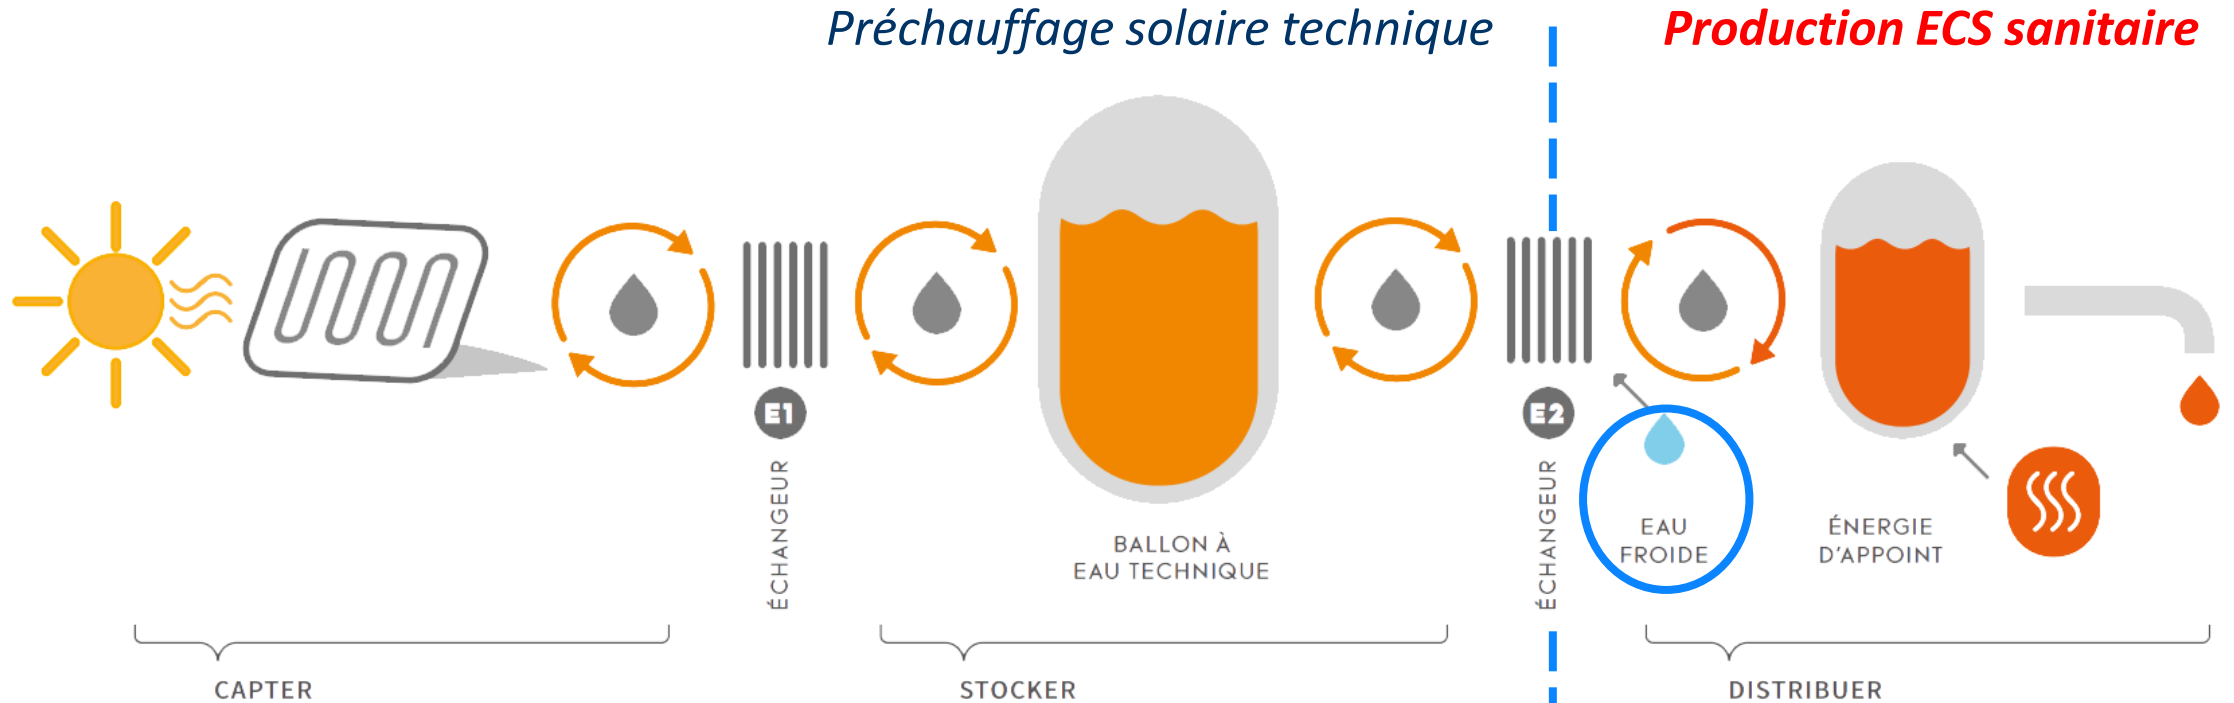 Préchauffage solaire technique
Production ECS sanitaire
E1
ÉCHANGEUR
BALLON À
EAU TECHNIQUE
E2
ÉCHANGEUR
EAU
FROIDE
ÉNERGIE
D'APPOINT
CAPTER
STOCKER
DISTRIBUER